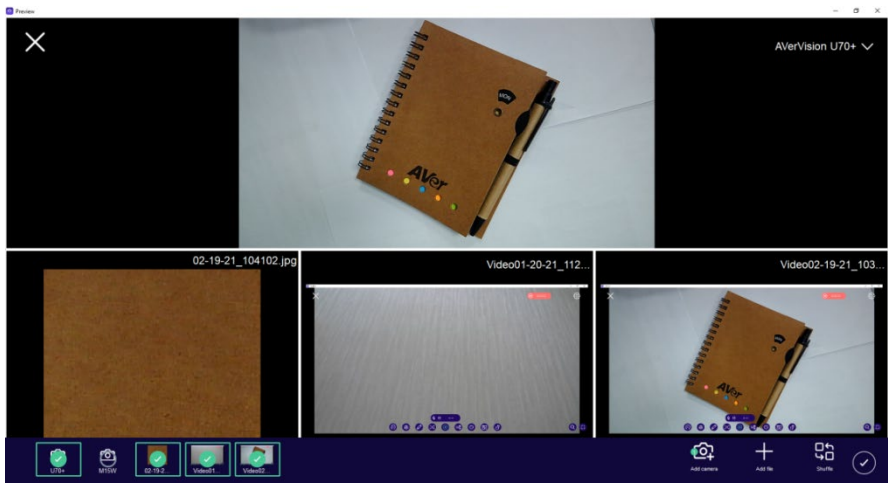 Preview
AVerVision U70+
AVer
02-19-21_104102.jpg
Video01-20-21_112...
Video02-19-21_103...
AVer
U70+
M15W
02-19-2...
Video01...
Video02...
Add camera
Add file
Shuffle